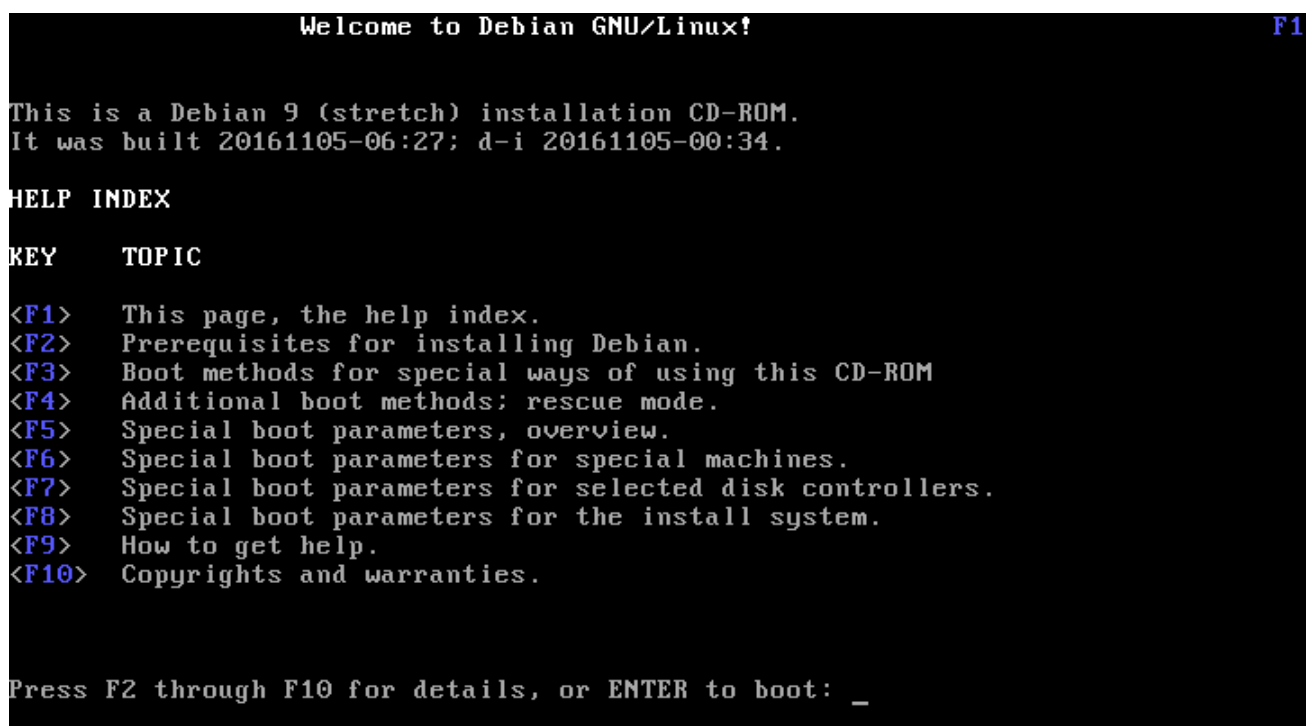 Welcome to Debian GNU/Linux! F1
This is a Debian 9 (stretch) installation CD-ROM.
It was built 20161105-06:27; d-i 20161105-00:34.
HELP INDEX
KEY TOPIC
<F1> This page, the help index.
<F2> Prerequisites for installing Debian.
<F3> Boot methods for special ways of using this CD-ROM
<F4> Additional boot methods; rescue mode.
<F5> Special boot parameters, overview.
<F6> Special boot parameters for special machines.
<F7> Special boot parameters for selected disk controllers.
<F8> Special boot parameters for the install system.
<F9> How to get help.
<F10> Copyrights and warranties.
Press F2 through F10 for details, or ENTER to boot: _